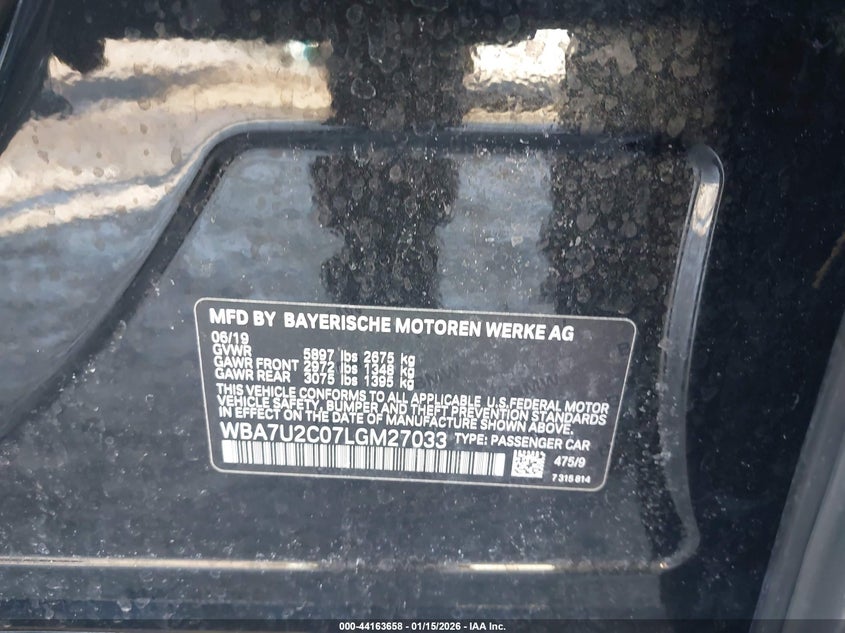 MFD BY BAYERISCHE MOTOREN WERKE AG
06/19
GVWR 5897 lbs 2675 kg
GAWR FRONT 2972 lbs 1348 kg
GAWR REAR 3075 lbs 1395 kg
THIS VEHICLE CONFORMS TO ALL APPLICABLE U.S.FEDERAL MOTOR
VEHICLE SAFETY, BUMPER AND THEFT PREVENTION STANDARDS
IN EFFECT ON THE DATE OF MANUFACTURE SHOWN ABOVE.
WBA7U2C07LGM27033 TYPE: PASSENGER CAR
475/9
7 315 814
000-44163658 - 01/15/2026 - IAA Inc.